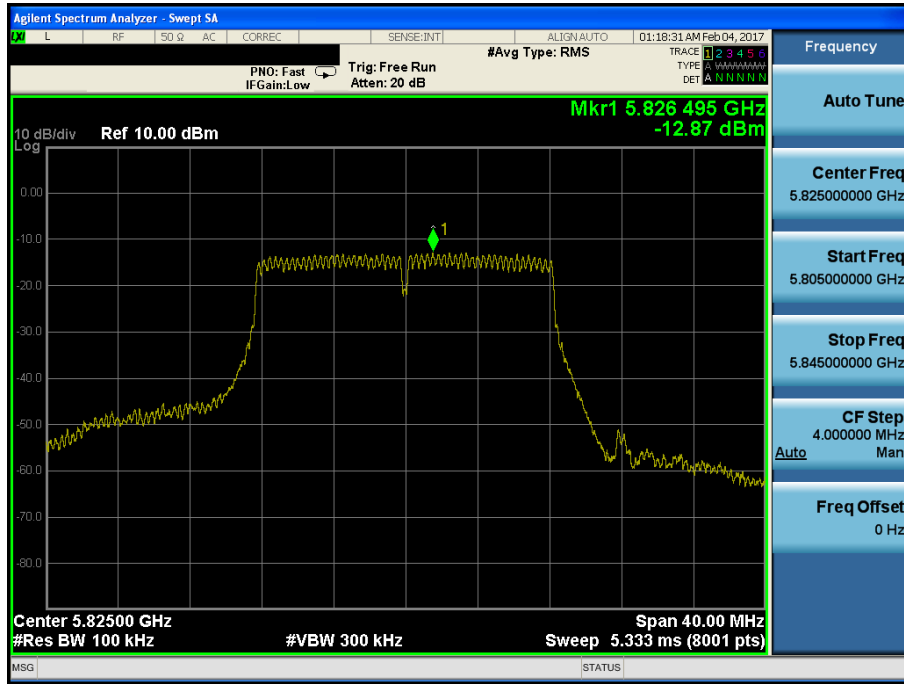 Agilent Spectrum Analyzer - Swept SA
LXI L RF 50 Ω AC CORREC SENSE:INT ALIGN AUTO 01:18:31 AM Feb 04, 2017
#Avg Type: RMS TRACE 1 2 3 4 5 6
PNO: Fast Trig: Free Run TYPE A WWWWW
IFGain:Low Atten: 20 dB DET A N N N N N
Frequency
Auto Tune
Center Freq
5.825000000 GHz
Start Freq
5.805000000 GHz
Stop Freq
5.845000000 GHz
CF Step
4.000000 MHz
Auto Man
Freq Offset
0 Hz
Mkr1 5.826 495 GHz
-12.87 dBm
10 dB/div Ref 10.00 dBm
Log
0.00
-10.0
1
-20.0
-30.0
-40.0
-50.0
-60.0
-70.0
-80.0
Center 5.82500 GHz Span 40.00 MHz
#Res BW 100 kHz #VBW 300 kHz Sweep 5.333 ms (8001 pts)
MSG STATUS